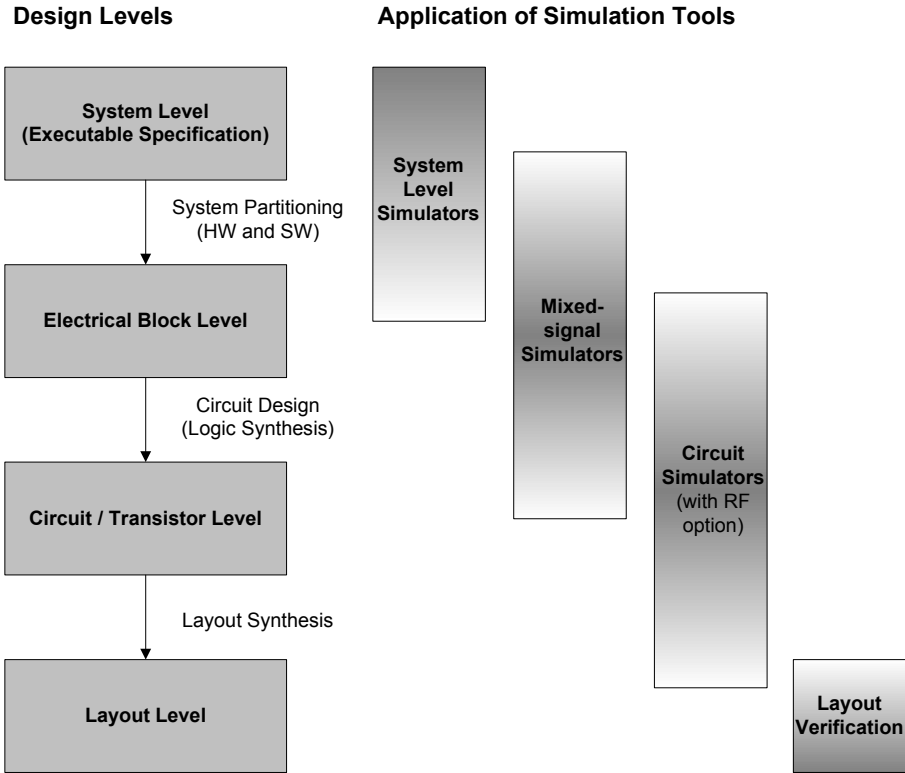 Design Levels
Application of Simulation Tools
System Level
(Executable Specification)
System Partitioning
(HW and SW)
Electrical Block Level
Circuit Design
(Logic Synthesis)
Circuit / Transistor Level
Layout Synthesis
Layout Level
System
Level
Simulators
Mixed-
signal
Simulators
Circuit
Simulators
(with RF
option)
Layout
Verification